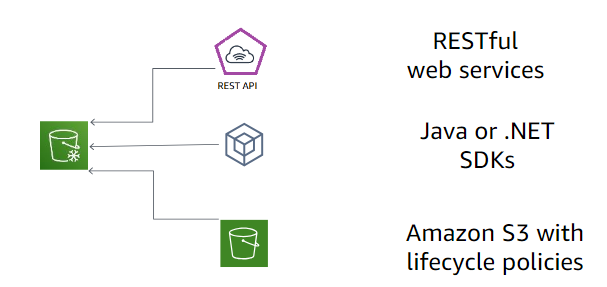 RESTful
web services
REST API
Java or .NET
SDKs
Amazon S3 with
lifecycle policies